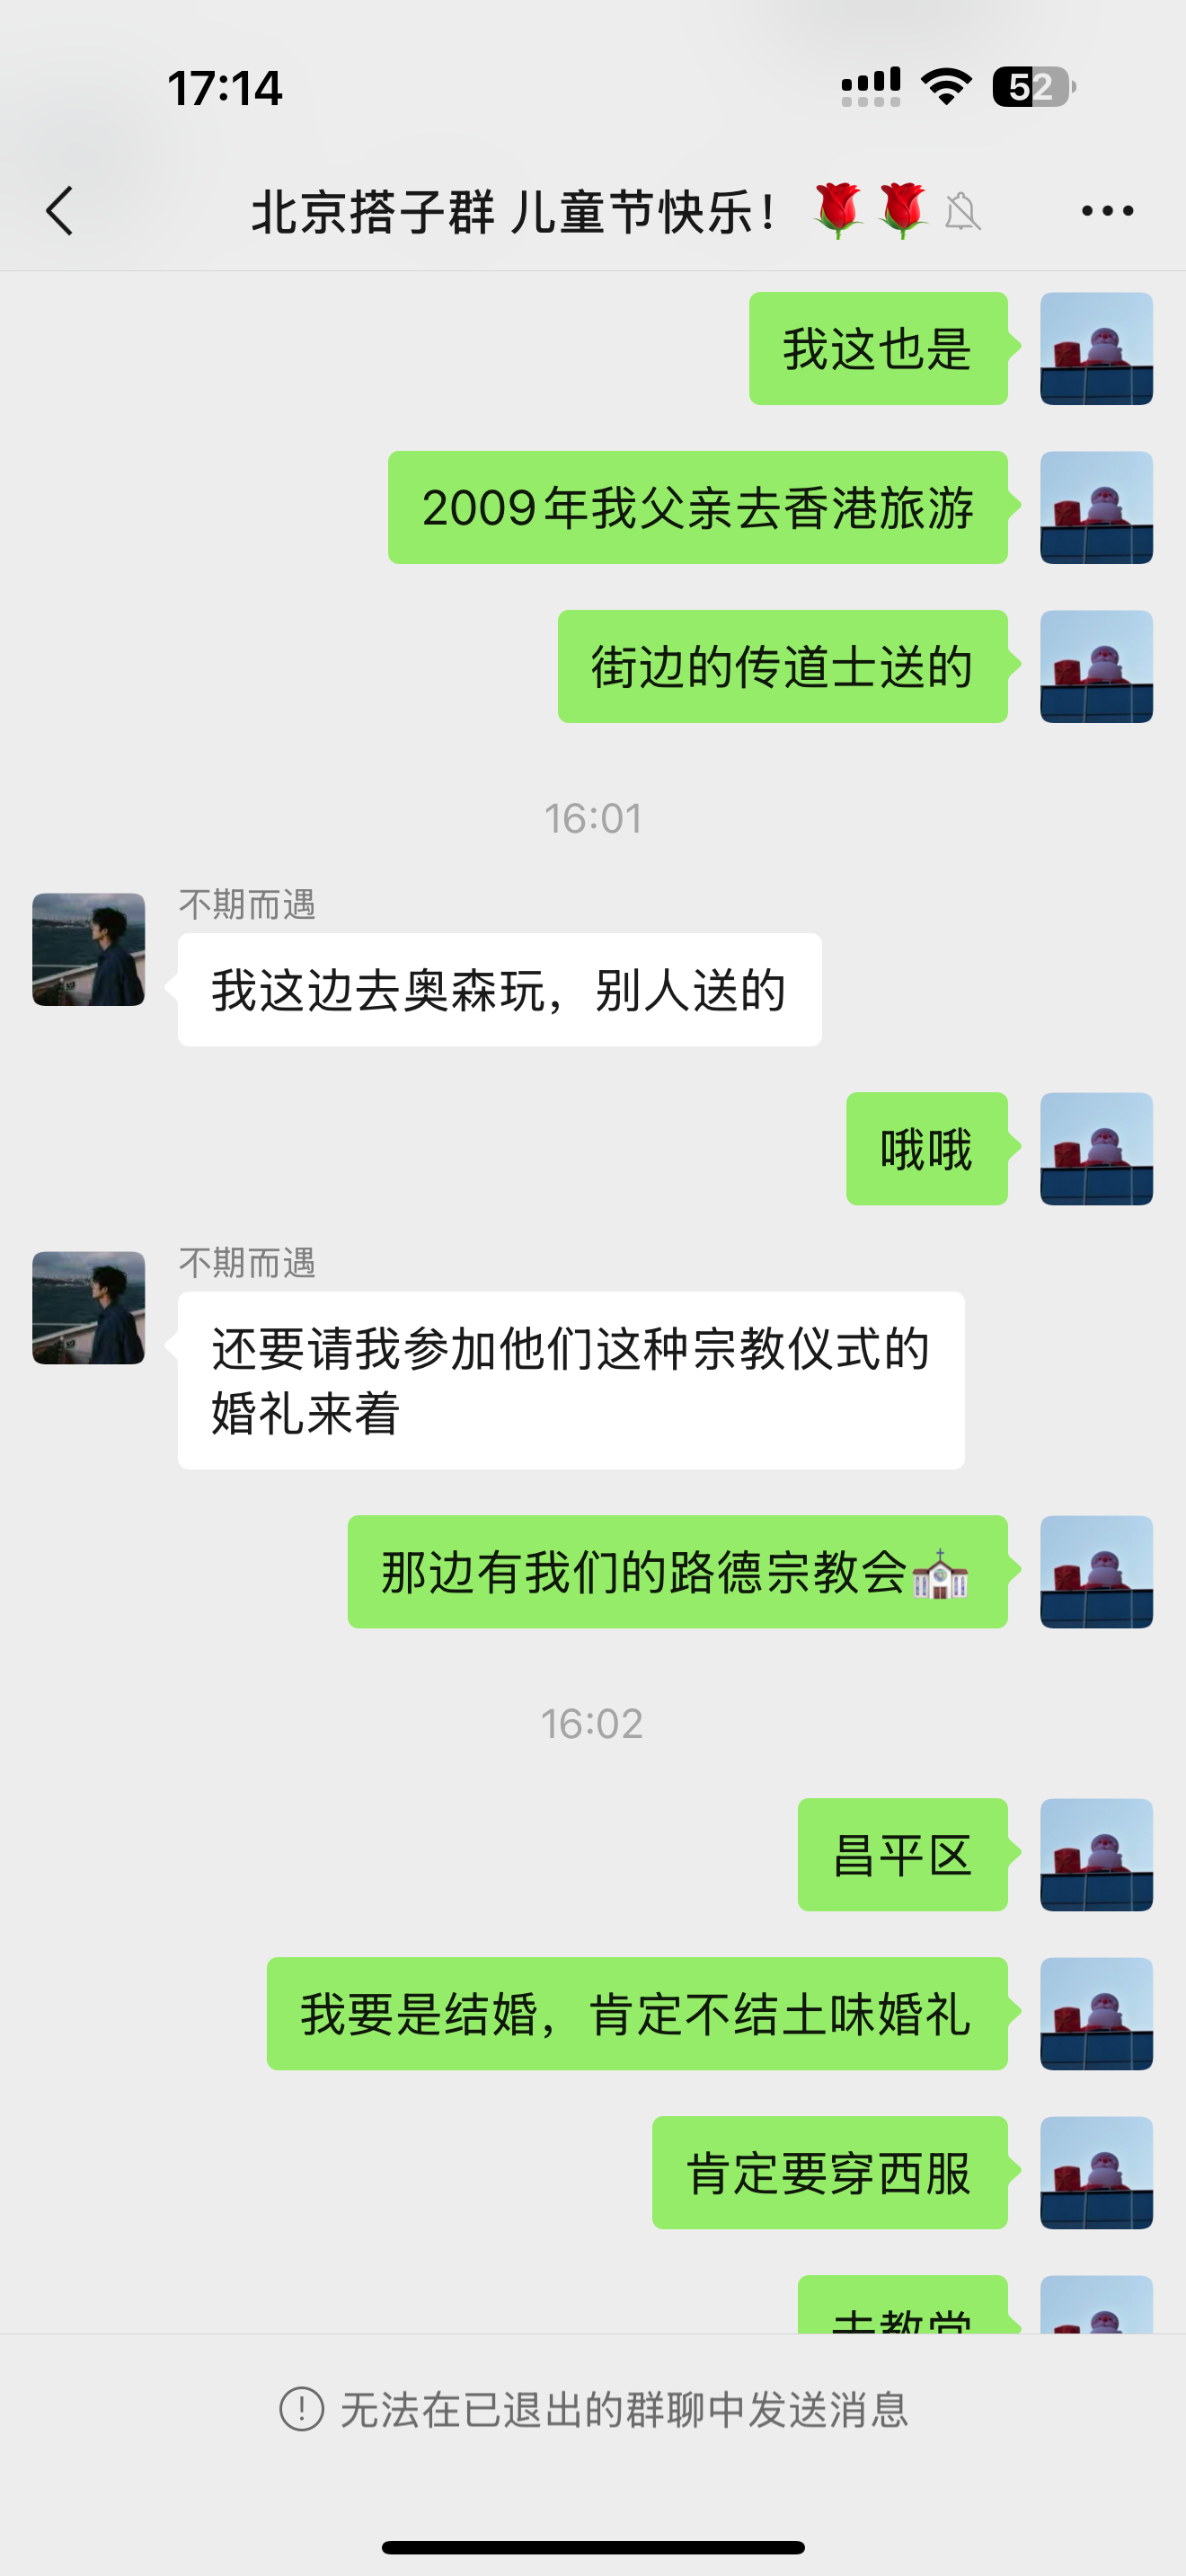 17:14
52
北京搭子群 儿童节快乐！🌹🌹
我这也是
2009年我父亲去香港旅游
街边的传道士送的
16:01
不期而遇
我这边去奥森玩，别人送的
哦哦
不期而遇
还要请我参加他们这种宗教仪式的
婚礼来着
那边有我们的路德宗教会💒
16:02
昌平区
我要是结婚，肯定不结土味婚礼
肯定要穿西服
去教堂
无法在已退出的群聊中发送消息